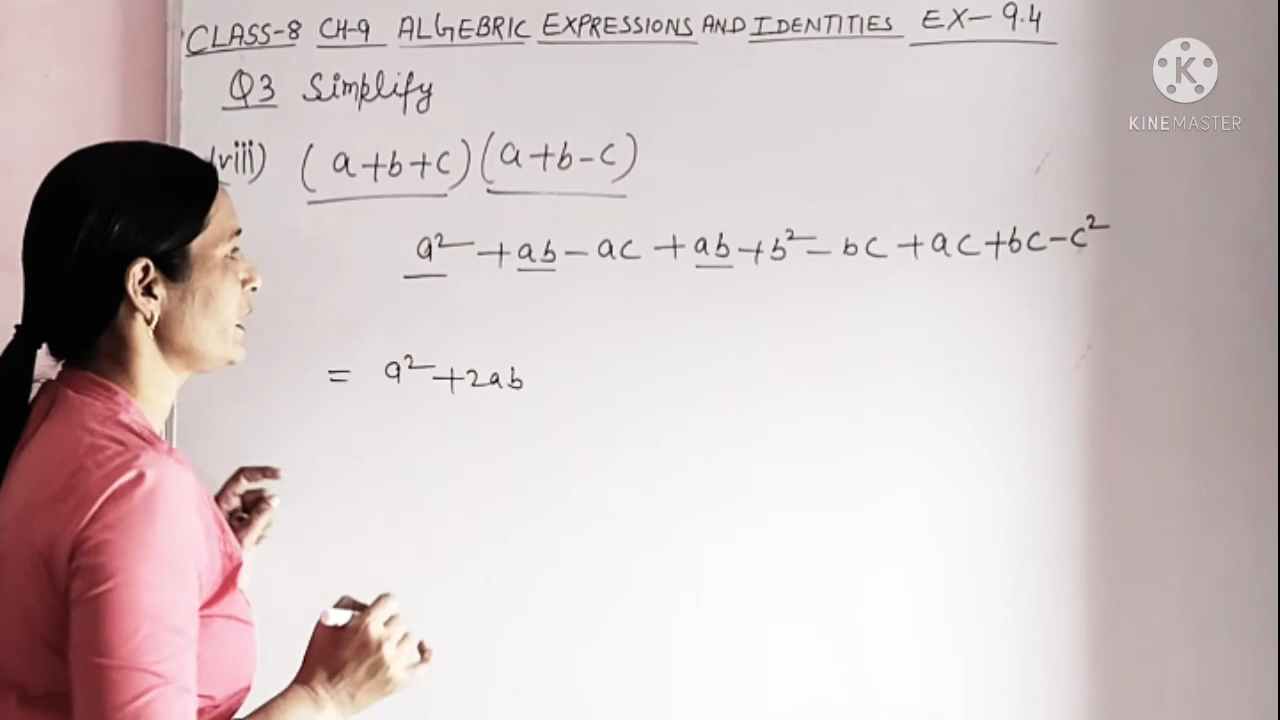 CLASS-8 CH-9 ALGEBRIC EXPRESSIONS AND IDENTITIES EX-9.4
KINEMASTER
Q3 Simplify
(viii) (a+b+c)(a+b-c)
a² + ab - ac + ab + b² - bc + ac + bc - c²
= a² + 2ab